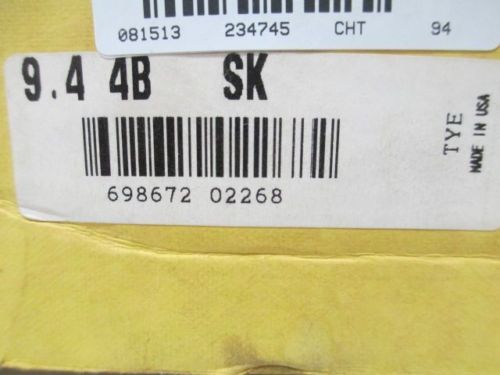 081513 234745 CHT 94
9.4 4B SK
698672 02268
TYE
MADE IN USA